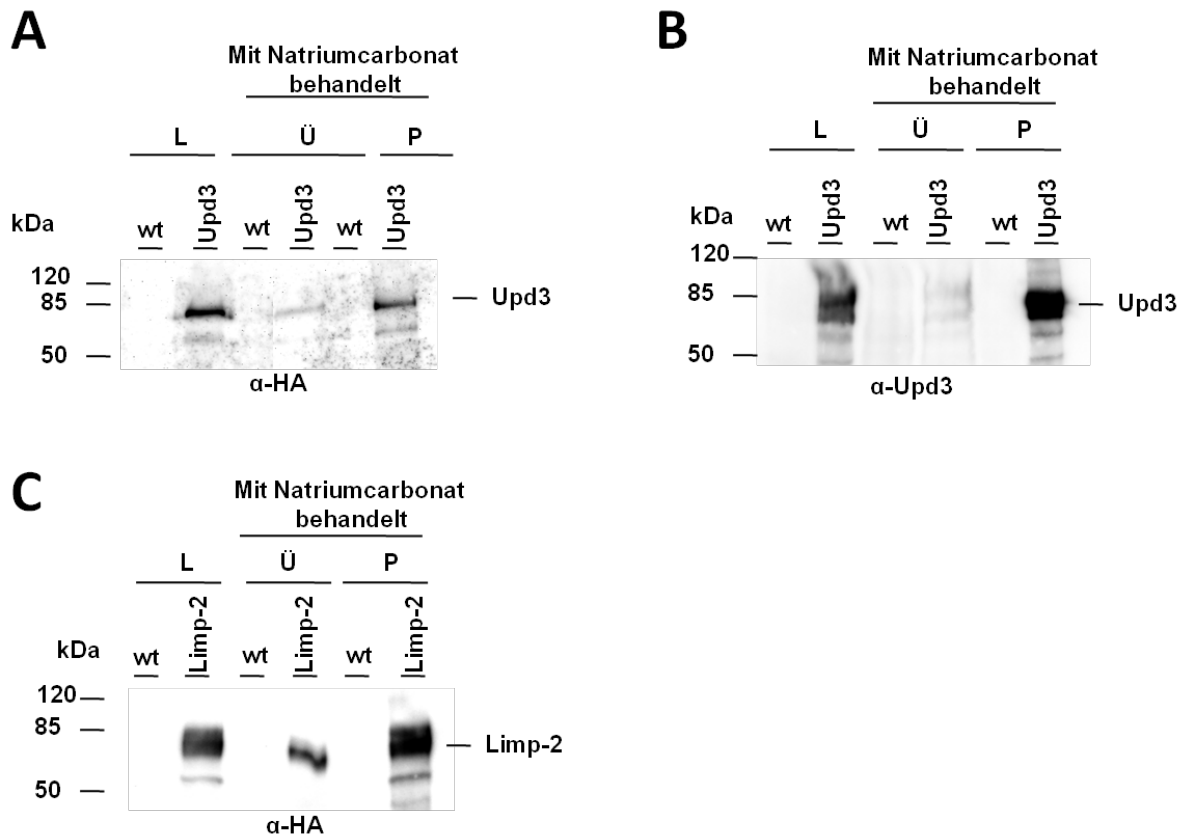 A
Mit Natriumcarbonat
behandelt
L Ü P
kDa
wt Upd3 wt Upd3 wt Upd3
120
85
50
Upd3
α-HA
B
Mit Natriumcarbonat
behandelt
L Ü P
kDa
wt Upd3 wt Upd3 wt Upd3
120
85
50
Upd3
α-Upd3
C
Mit Natriumcarbonat
behandelt
L Ü P
kDa
wt Limp-2 wt Limp-2 wt Limp-2
120
85
50
Limp-2
α-HA